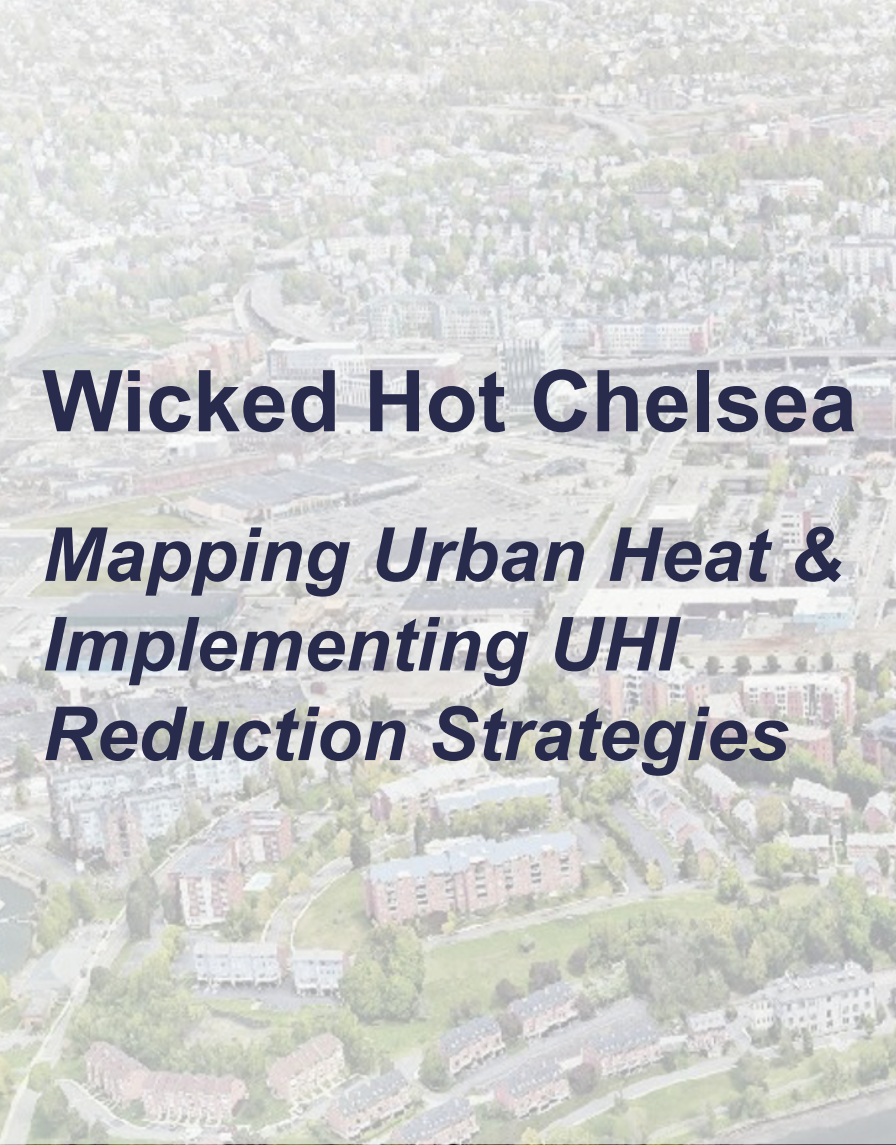 Wicked Hot Chelsea
Mapping Urban Heat &
Implementing UHI
Reduction Strategies